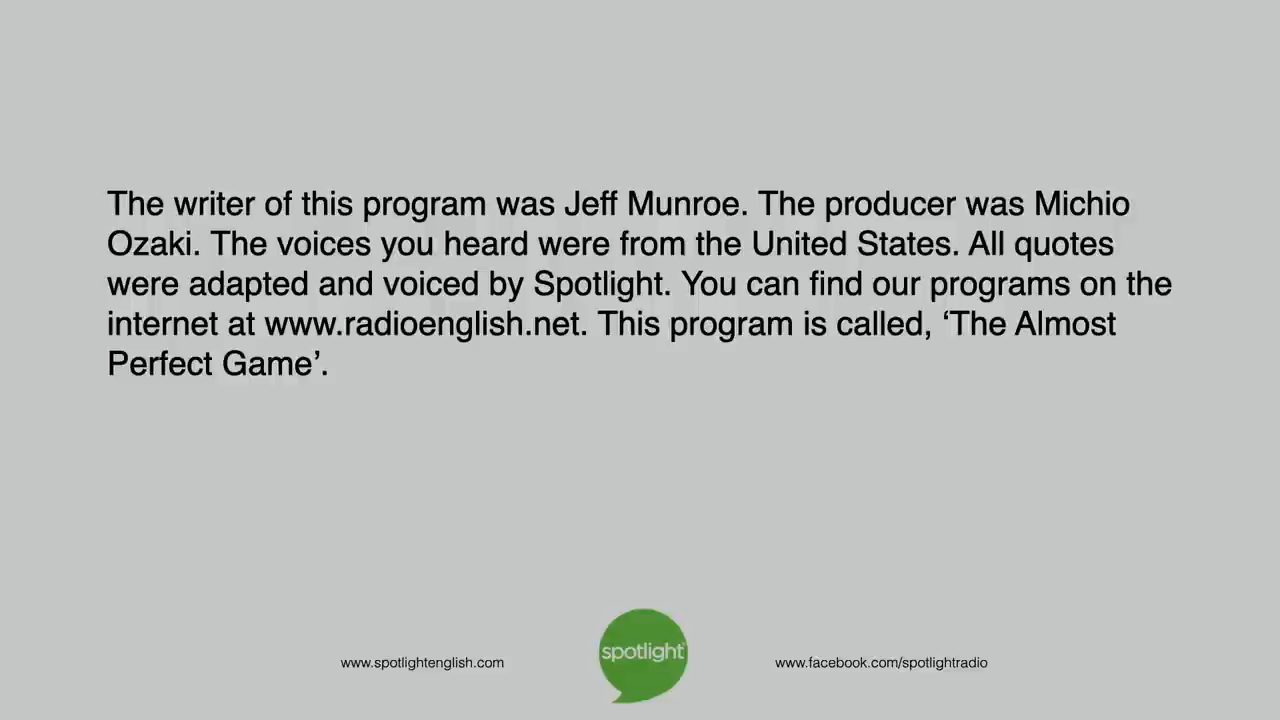 The writer of this program was Jeff Munroe. The producer was Michio
Ozaki. The voices you heard were from the United States. All quotes
were adapted and voiced by Spotlight. You can find our programs on the
internet at www.radioenglish.net. This program is called, ‘The Almost
Perfect Game’.
www.spotlightenglish.com
spotlight
www.facebook.com/spotlightradio